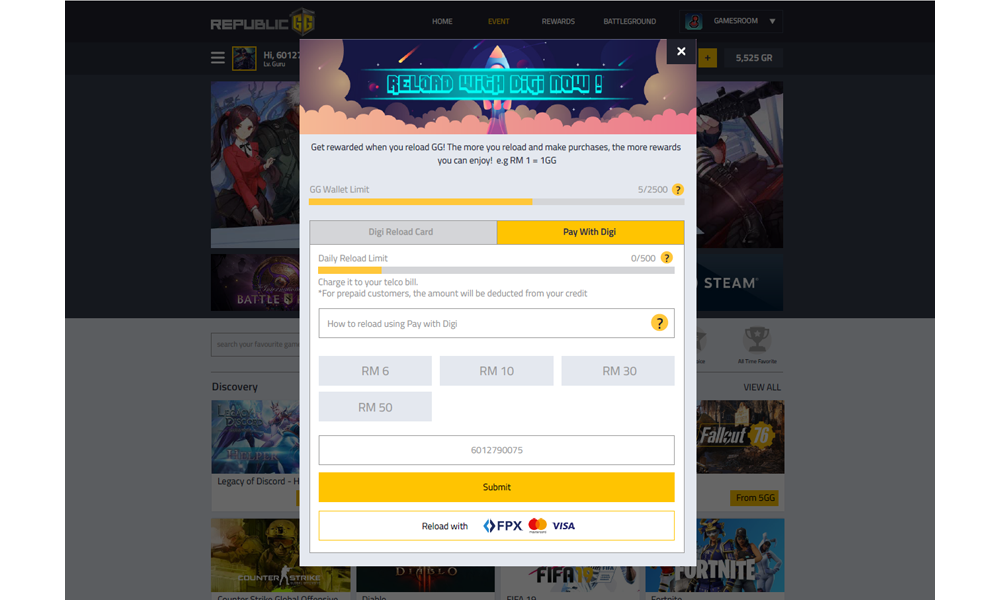 REPUBLIC GG
HOME
EVENT
REWARDS
BATTLEGROUND
GAMESROOM
Hi, 60127
Lv. Guru
+
5,525 GR
RELOAD WITH DIGI NOW !
Get rewarded when you reload GG! The more you reload and make purchases, the more rewards
you can enjoy! e.g RM 1 = 1GG
GG Wallet Limit
5/2500 ?
Digi Reload Card
Pay With Digi
Daily Reload Limit
0/500 ?
Charge it to your telco bill.
*For prepaid customers, the amount will be deducted from your credit
How to reload using Pay with Digi
?
RM 6
RM 10
RM 30
RM 50
6012790075
Submit
Reload with FPX mastercard VISA
BATTLE
STEAM
search your favourite game
All Time Favorite
Discovery
VIEW ALL
Legacy of Discord - H
Fallout 76
From 5GG
COUNTER STRIKE
DIABLO
FIFA
FORTNITE
Counter Strike Global Offensive
Diablo
FIFA 19
Fortnite